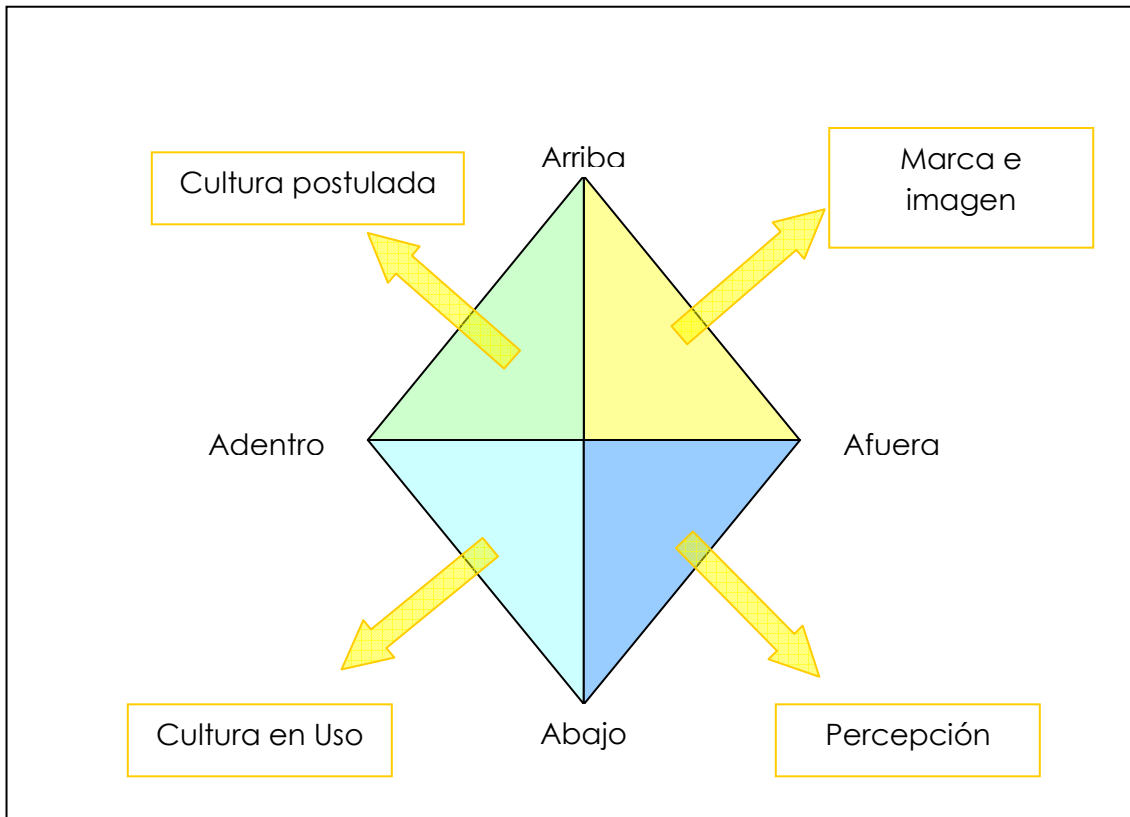 Arriba
Cultura postulada
Marca e
imagen
Adentro
Afuera
Cultura en Uso
Abajo
Percepción